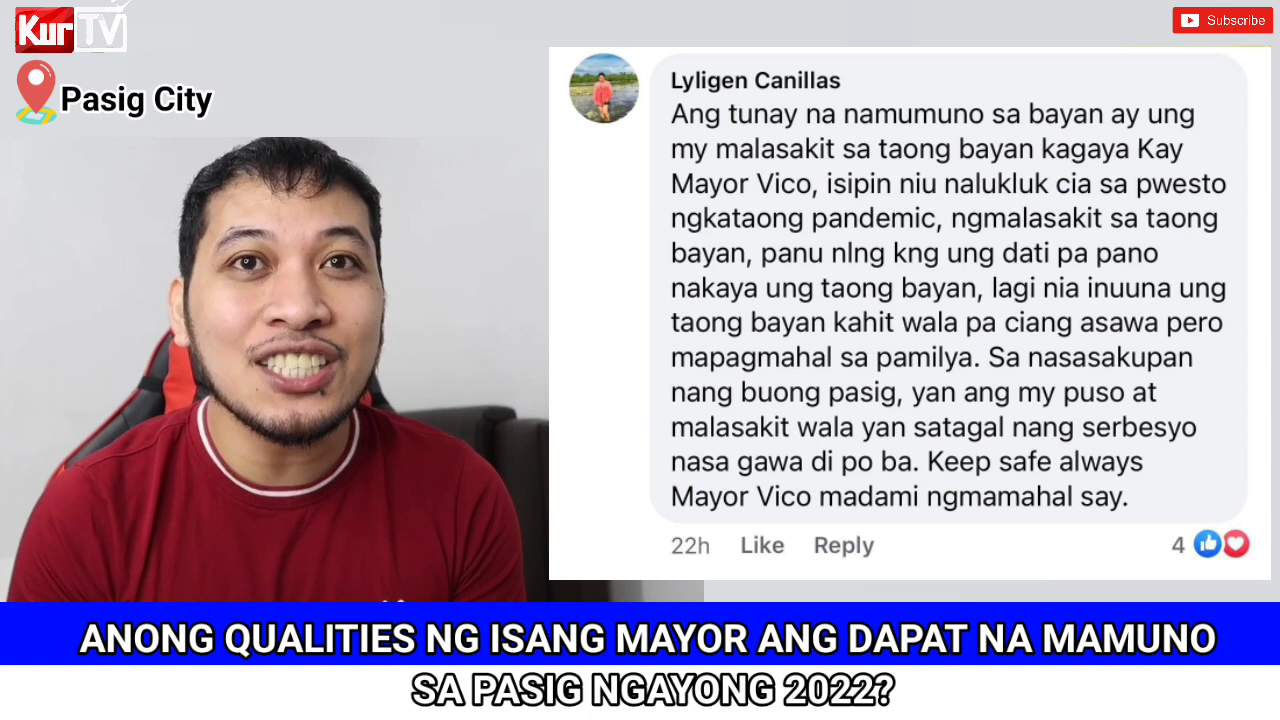 KurTV
Subscribe
Pasig City
Lyligen Canillas
Ang tunay na namumuno sa bayan ay ung
my malasakit sa taong bayan kagaya Kay
Mayor Vico, isipin niu nalukluk cia sa pwesto
ngkataong pandemic, ngmalasakit sa taong
bayan, panu nlng kng ung dati pa pano
nakaya ung taong bayan, lagi nia inuuna ung
taong bayan kahit wala pa ciang asawa pero
mapagmahal sa pamilya. Sa nasasakupan
nang buong pasig, yan ang my puso at
malasakit wala yan satagal nang serbesyo
nasa gawa di po ba. Keep safe always
Mayor Vico madami ngmamahal say.
22h Like Reply 4
ANONG QUALITIES NG ISANG MAYOR ANG DAPAT NA MAMUNO
SA PASIG NGAYONG 2022?